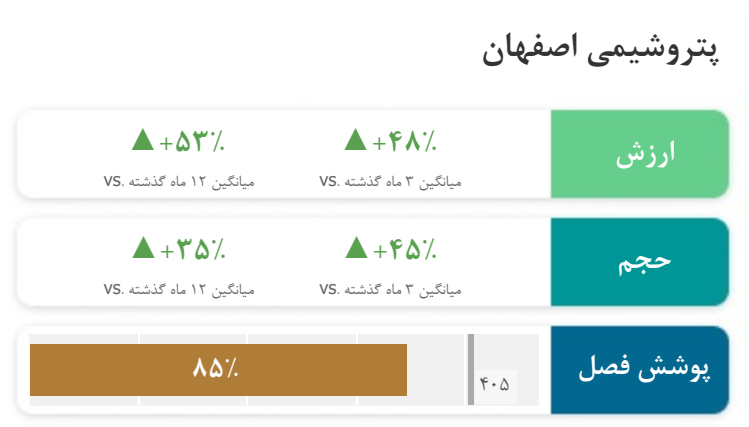 پتروشیمی اصفهان
ارزش
▲+۴۸٪ ▲+۵۳٪
میانگین ۳ ماه گذشته .VS میانگین ۱۲ ماه گذشته .VS
حجم
▲+۴۵٪ ▲+۳۵٪
میانگین ۳ ماه گذشته .VS میانگین ۱۲ ماه گذشته .VS
پوشش فصل
۸۵٪
۴۰۵